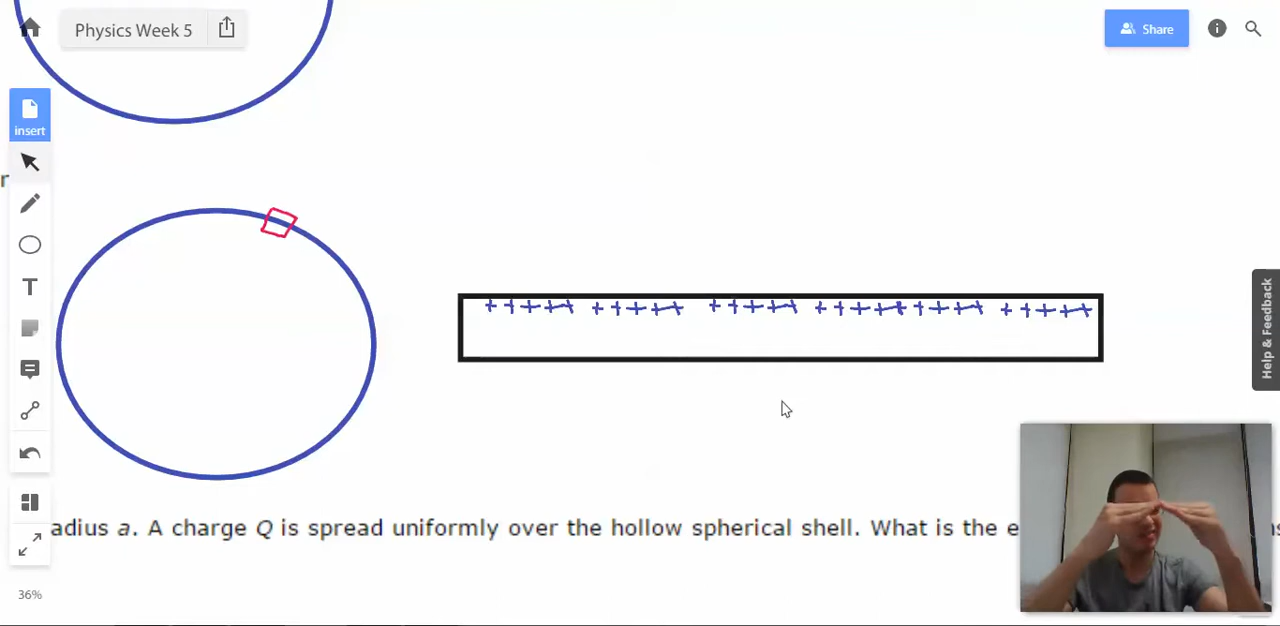 Physics Week 5
Share
insert
r
T
Help & Feedback
adius a. A charge Q is spread uniformly over the hollow spherical shell. What is the e
36%